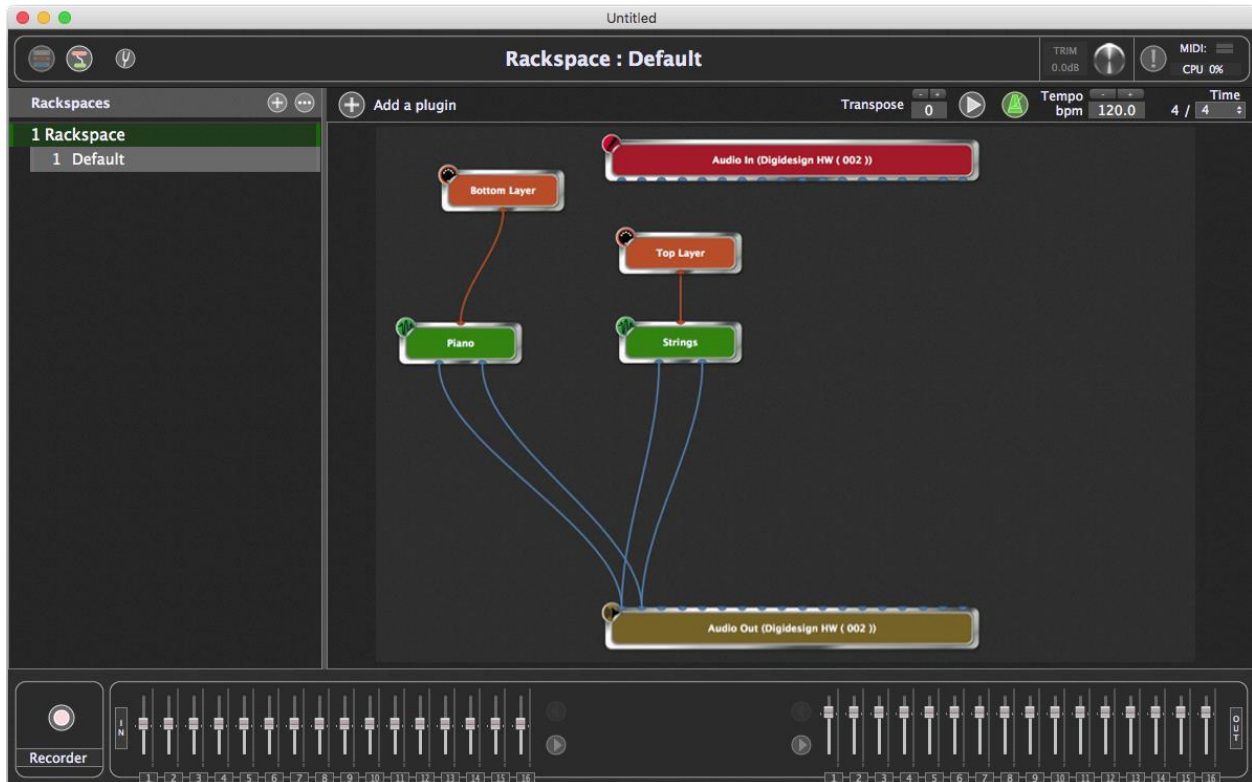 Untitled
Rackspace : Default
TRIM
0.0dB
MIDI:
CPU 0%
Rackspaces
Add a plugin
Transpose - + 0
Tempo bpm - + 120.0
Time
4 / 4
1 Rackspace
1 Default
Audio In (Digidesign HW ( 002 ))
Bottom Layer
Top Layer
Piano
Strings
Audio Out (Digidesign HW ( 002 ))
Recorder
IN
1 2 3 4 5 6 7 8 9 10 11 12 13 14 15 16
1 2 3 4 5 6 7 8 9 10 11 12 13 14 15 16
OUT